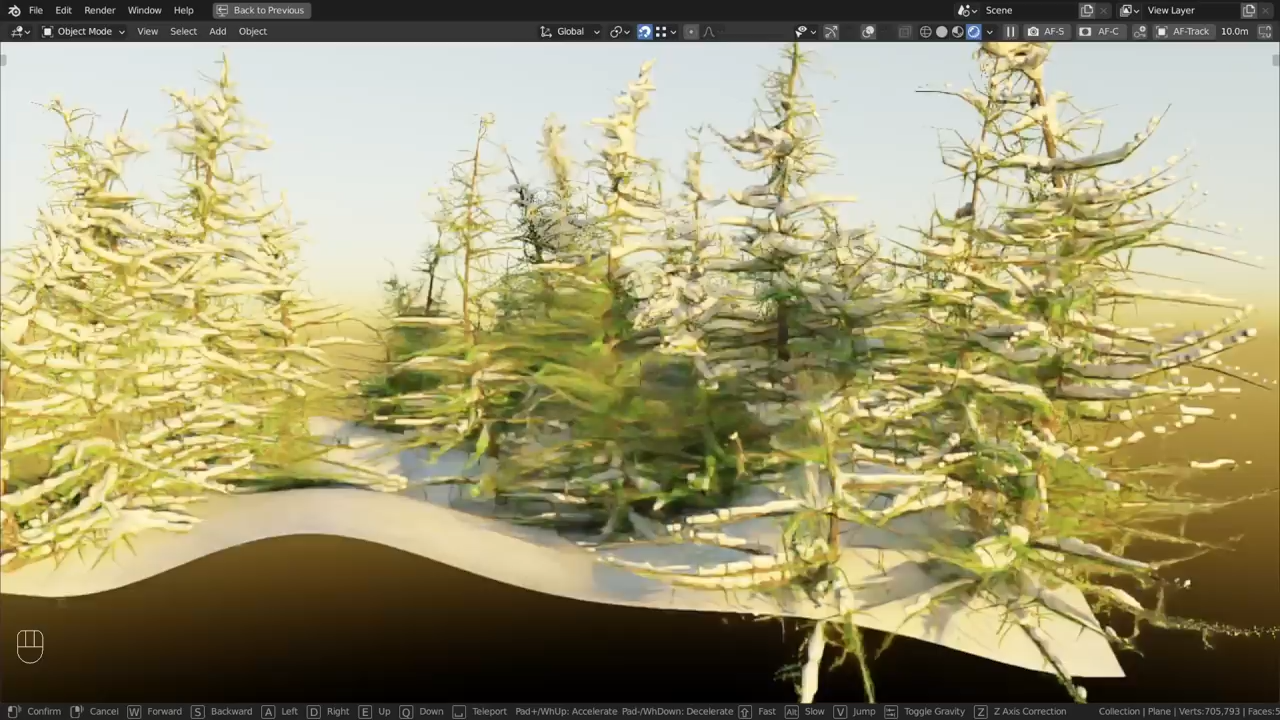 File Edit Render Window Help Back to Previous Scene View Layer
Object Mode View Select Add Object Global AF-S AF-C AF-Track 10.0m
Confirm Cancel W Forward S Backward A Left D Right E Up Q Down Teleport Pad+/WhUp: Accelerate Pad-/WhDown: Decelerate Fast Alt Slow V Jump Toggle Gravity Z Z Axis Correction Collection | Plane | Verts:705,793 | Faces:5